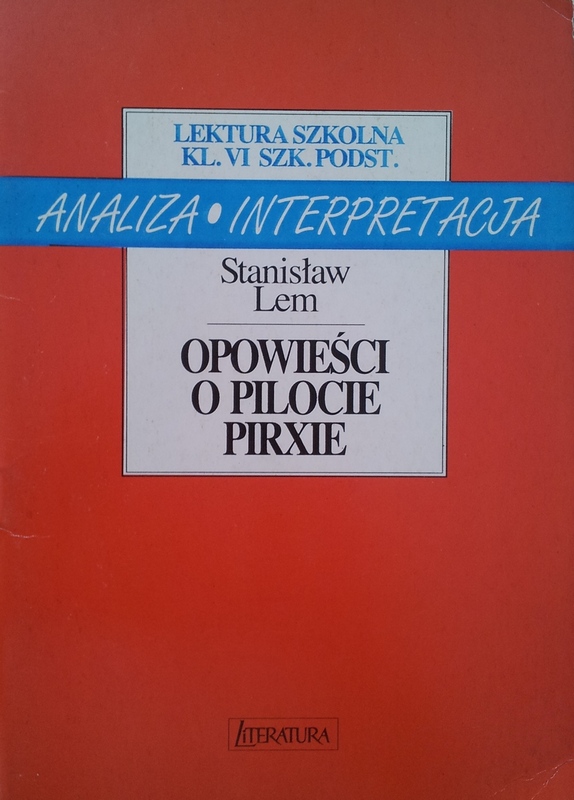 LEKTURA SZKOLNA
KL. VI SZK. PODST.
ANALIZA • INTERPRETACJA
Stanisław
Lem
OPOWIEŚCI
O PILOCIE
PIRXIE
LITERATURA